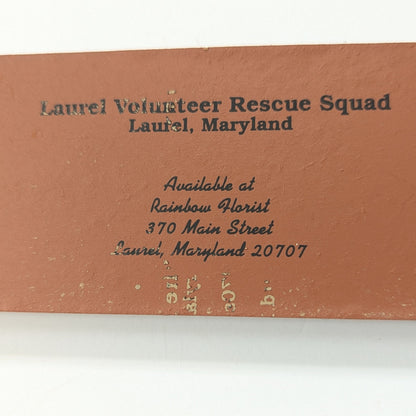 Laurel Volunteer Rescue Squad
Laurel, Maryland
Available at
Rainbow Florist
370 Main Street
Laurel, Maryland 20707